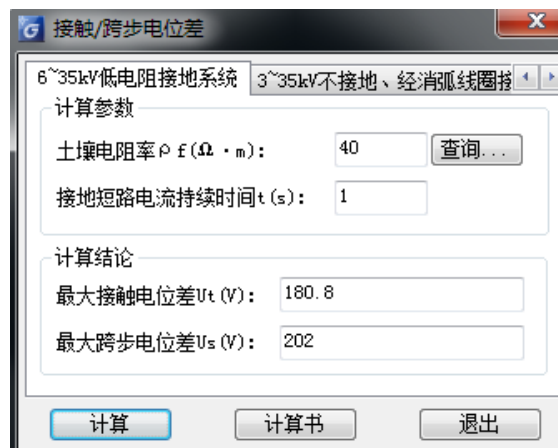 接触/跨步电位差
6~35kV低电阻接地系统 3~35kV不接地、经消弧线圈接
计算参数
土壤电阻率ρf(Ω·m): 40 查询...
接地短路电流持续时间t(s): 1
计算结论
最大接触电位差Ut(V): 180.8
最大跨步电位差Us(V): 202
计算 计算书 退出